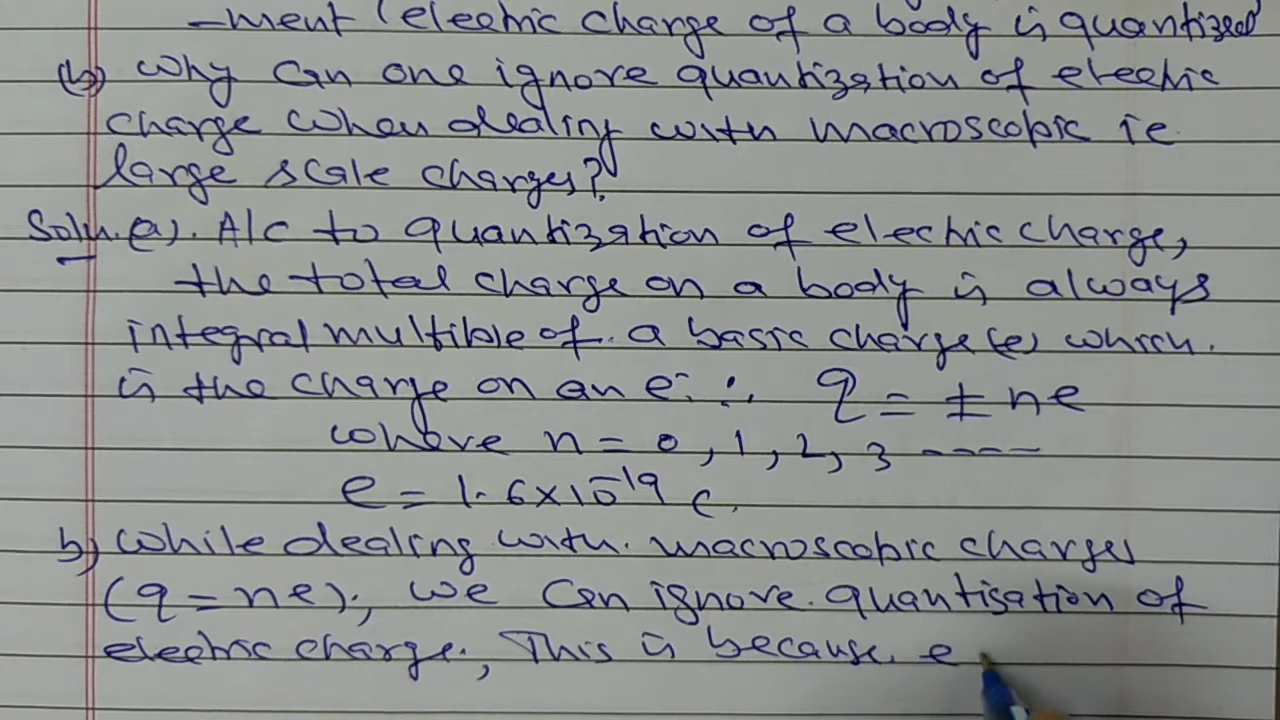 -ment (electric charge of a body is quantized
(b) Why can one ignore quantization of electric
charge when dealing with macroscopic ie.
large scale charges?
Soln. (a). A/c to quantization of electric charge,
the total charge on a body is always
integral multiple of a basic charge (e) which
is the charge on an e⁻. ∴ q = ± ne
where n = 0, 1, 2, 3 ----
e = 1.6 × 10⁻¹⁹ C.
b) While dealing with macroscopic charges
(q = ne), we can ignore quantisation of
electric charge, This is because e